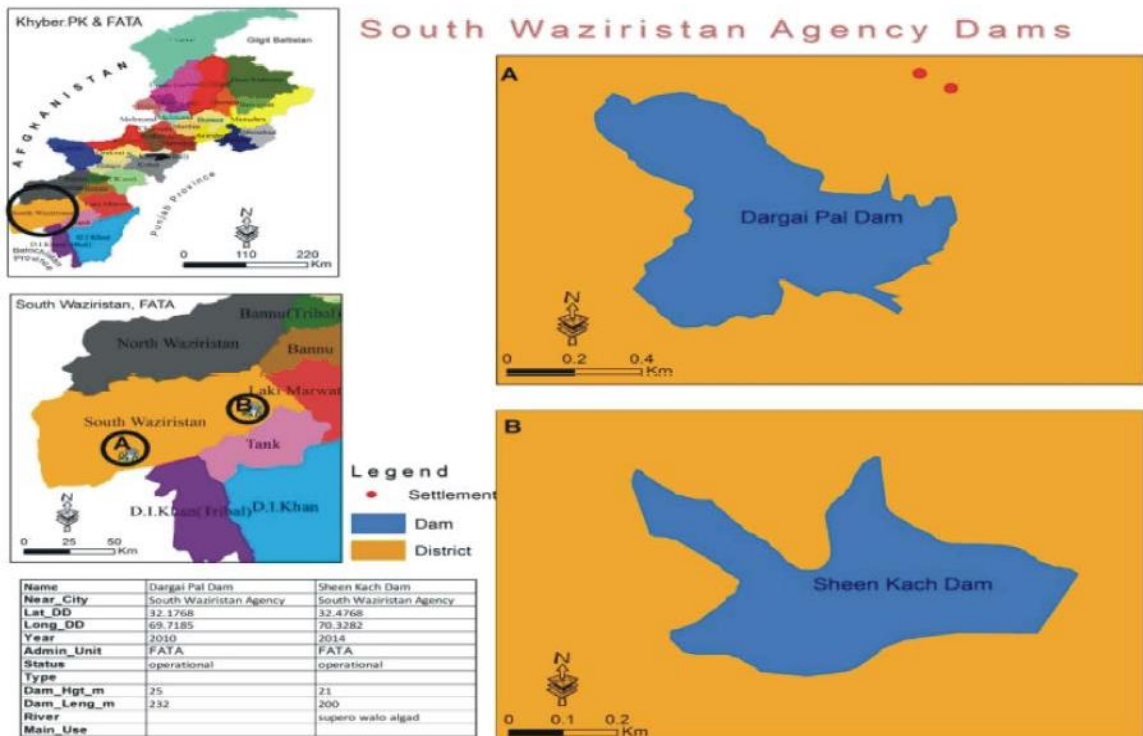 South Waziristan Agency Dams
Khyber.PK & FATA
Gilgit Baltistan
AFGHANISTAN
Punjab Province
South Waziristan
D.I.Khan(Tribal)
N
0 110 220
Km
South Waziristan, FATA
Bannu(Tribal)
North Waziristan
Bannu
Laki Marwat
B
South Waziristan
A
Tank
D.I.Khan(Tribal)
D.I.Khan
N
0 25 50
Km
Legend
Settlement
Dam
District
A
Dargai Pal Dam
N
0 0.2 0.4
Km
B
Sheen Kach Dam
N
0 0.1 0.2
Km
Name Dargai Pal Dam Sheen Kach Dam
Near_City South Waziristan Agency South Waziristan Agency
Lat_DD 32.1768 32.4768
Long_DD 69.7185 70.3282
Year 2010 2014
Admin_Unit FATA FATA
Status operational operational
Type
Dam_Hgt_m 25 21
Dam_Leng_m 232 200
River supero walo algad
Main_Use